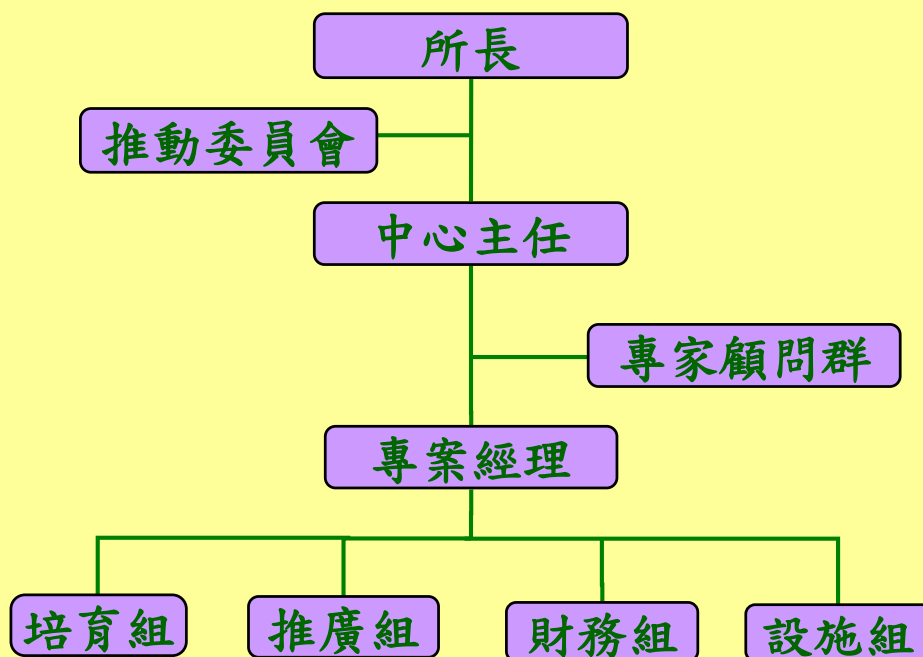 所長
推動委員會
中心主任
專家顧問群
專案經理
培育組
推廣組
財務組
設施組